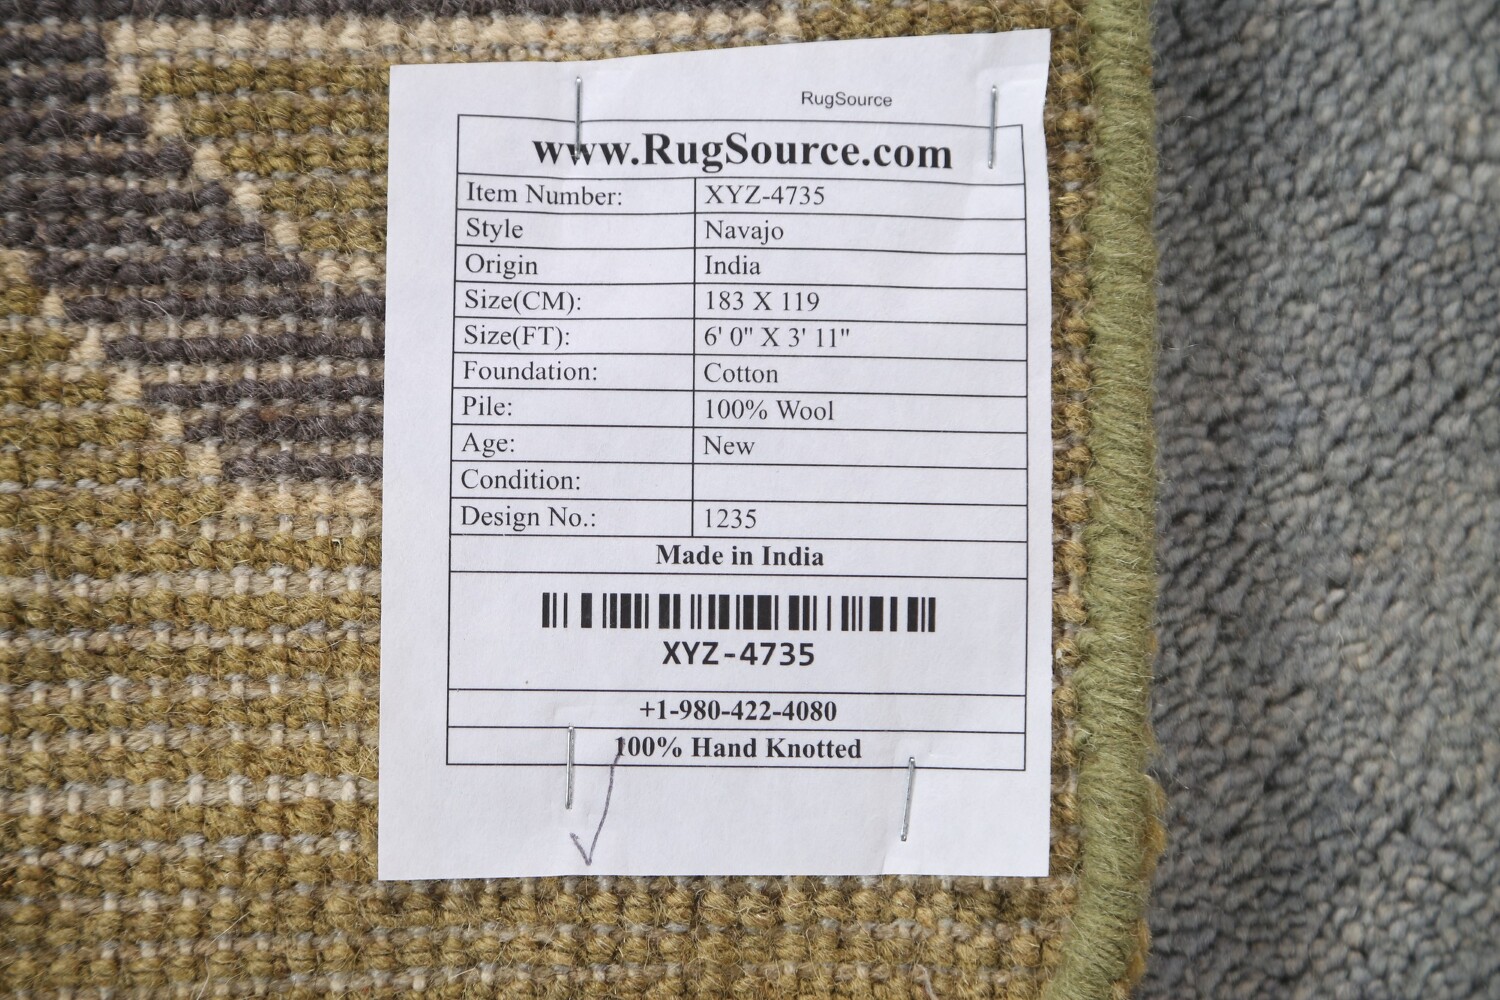 RugSource
www.RugSource.com
Item Number: XYZ-4735
Style Navajo
Origin India
Size(CM): 183 X 119
Size(FT): 6' 0" X 3' 11"
Foundation: Cotton
Pile: 100% Wool
Age: New
Condition:
Design No.: 1235
Made in India
XYZ-4735
+1-980-422-4080
100% Hand Knotted